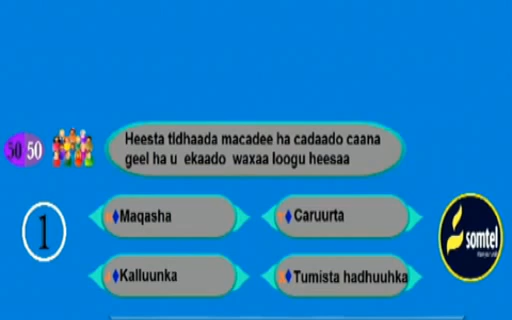 Heesta tidhaada macadee ha cadaado caana
geel ha u ekaado waxaa loogu heesaa
50 50
1
Maqasha
Caruurta
Kalluunka
Tumista hadhuuhka
somtel